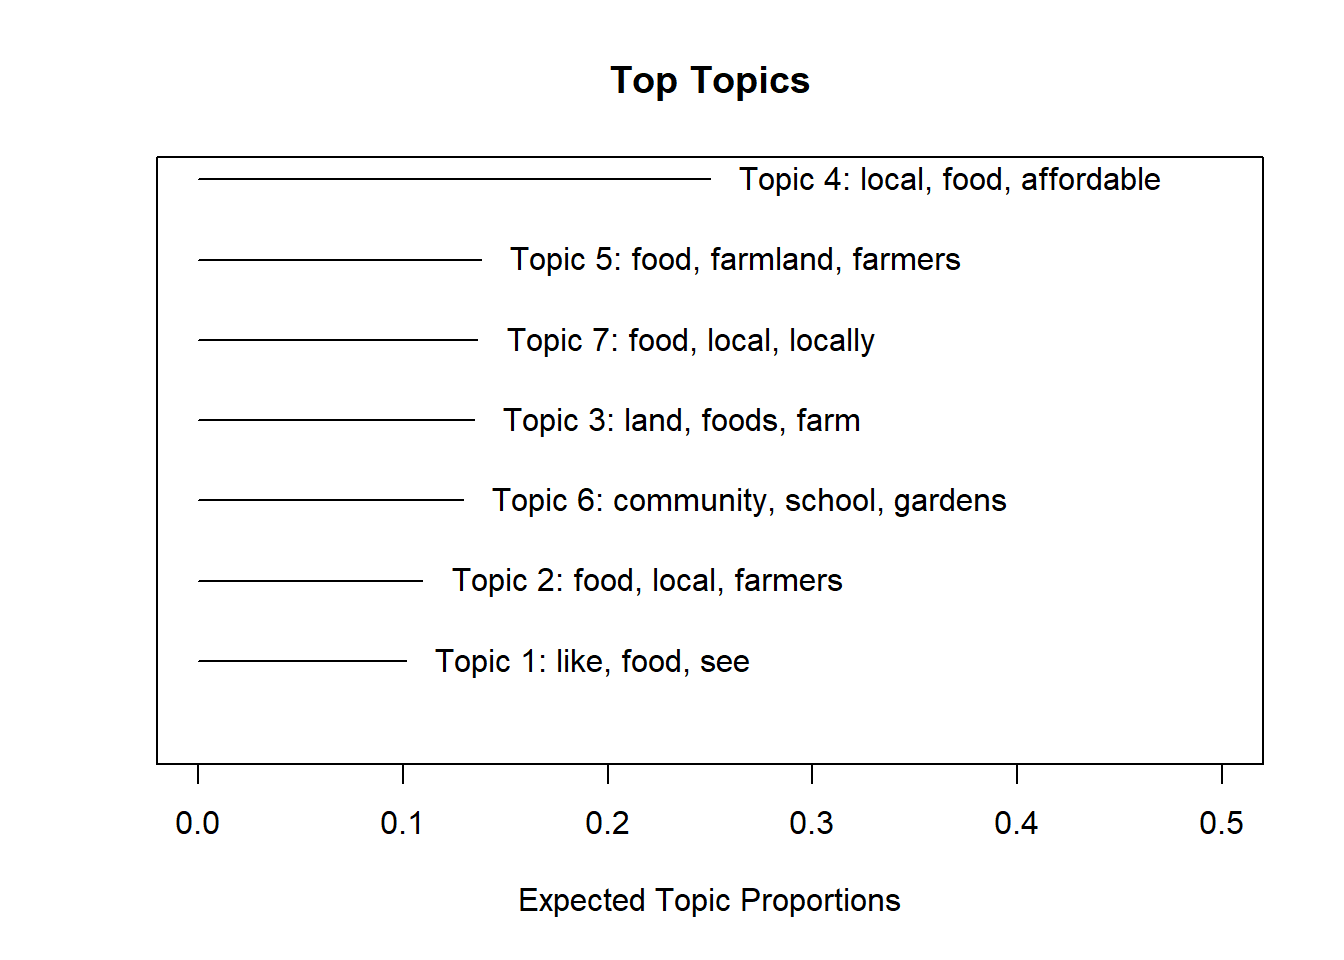 Top Topics
Topic 4: local, food, affordable
Topic 5: food, farmland, farmers
Topic 7: food, local, locally
Topic 3: land, foods, farm
Topic 6: community, school, gardens
Topic 2: food, local, farmers
Topic 1: like, food, see
0.0 0.1 0.2 0.3 0.4 0.5
Expected Topic Proportions